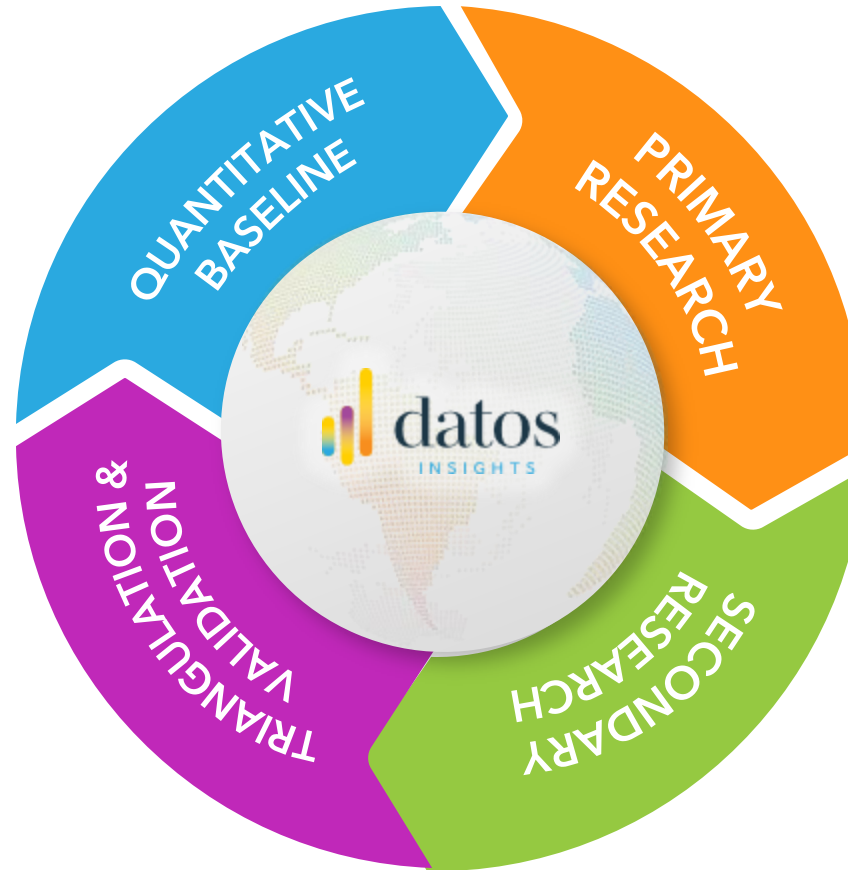 QUANTITATIVE
BASELINE
PRIMARY
RESEARCH
SECONDARY
RESEARCH
TRIANGULATION &
VALIDATION
datos
INSIGHTS